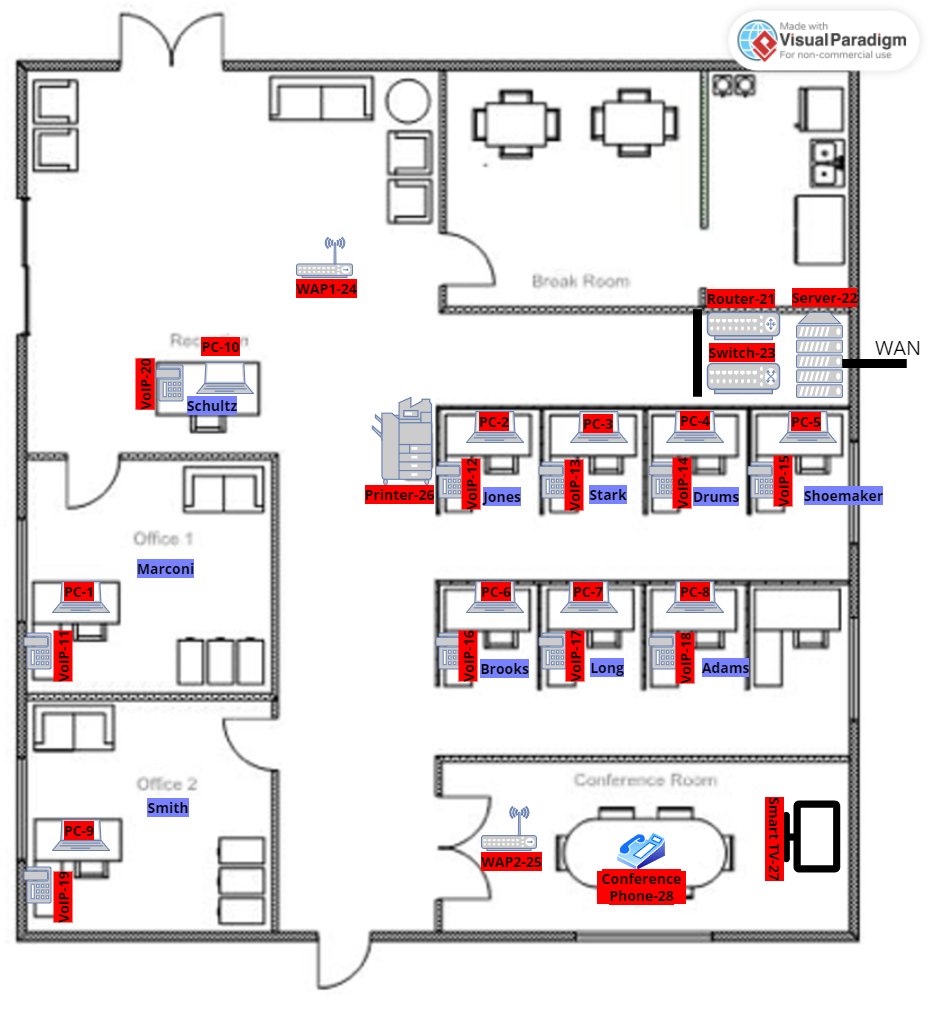 Made with
VisualParadigm
For non-commercial use
Break Room
WAP1-24
Router-21
Server-22
Switch-23
WAN
PC-10
VoIP-20
Schultz
Printer-26
PC-2
PC-3
PC-4
PC-5
VoIP-12
VoIP-13
VoIP-14
VoIP-15
Jones
Stark
Drums
Shoemaker
Office 1
Marconi
PC-1
VoIP-11
PC-6
PC-7
PC-8
VoIP-16
VoIP-17
VoIP-18
Brooks
Long
Adams
Office 2
Smith
PC-9
VoIP-19
Conference Room
WAP2-25
Conference
Phone-28
Smart TV-27